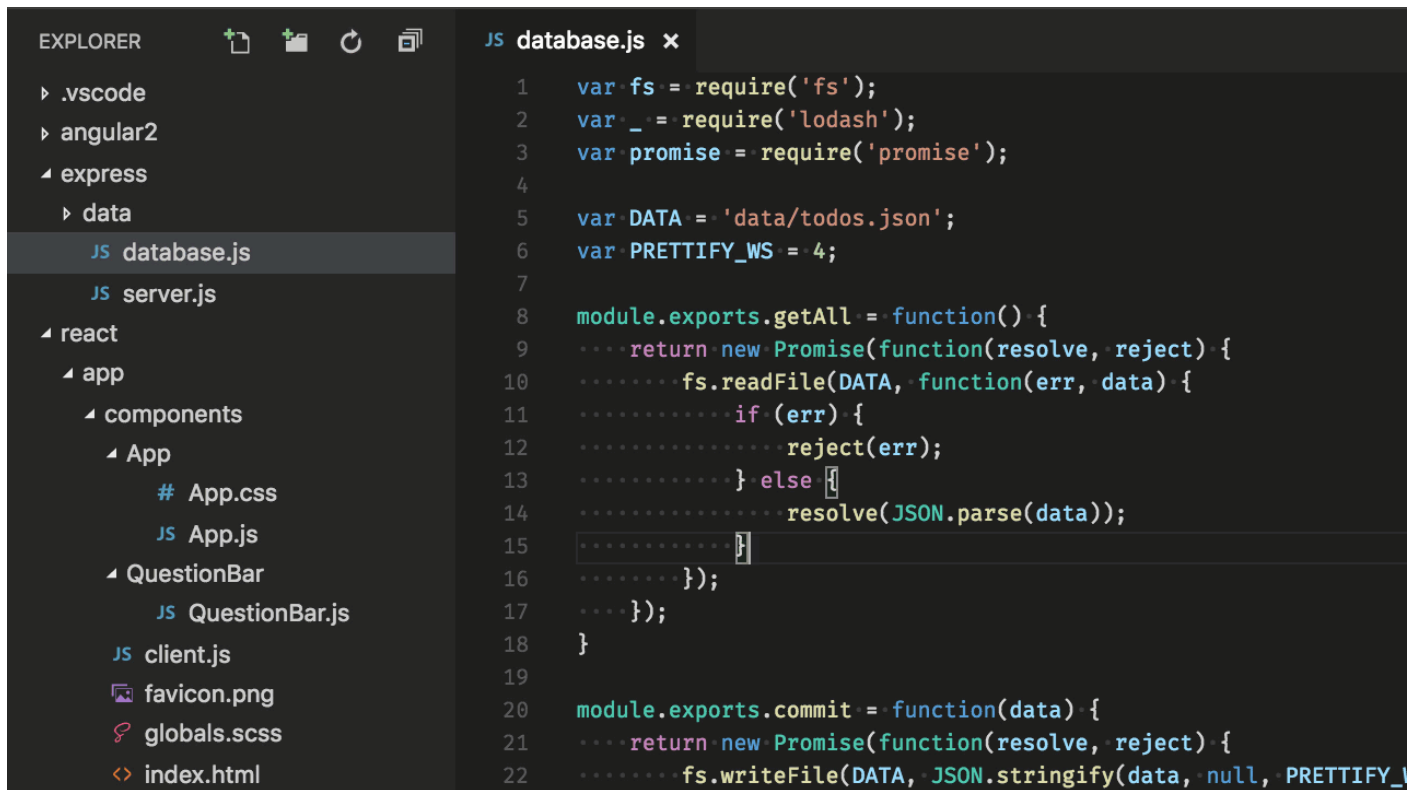 EXPLORER
.vscode
angular2
express
data
JS database.js
JS server.js
react
app
components
App
# App.css
JS App.js
QuestionBar
JS QuestionBar.js
JS client.js
favicon.png
globals.scss
<> index.html
JS database.js ×
1 var fs = require('fs');
2 var _ = require('lodash');
3 var promise = require('promise');
4
5 var DATA = 'data/todos.json';
6 var PRETTIFY_WS = 4;
7
8 module.exports.getAll = function() {
9     return new Promise(function(resolve, reject) {
10         fs.readFile(DATA, function(err, data) {
11             if (err) {
12                 reject(err);
13             } else {
14                 resolve(JSON.parse(data));
15             }
16         });
17     });
18 }
19
20 module.exports.commit = function(data) {
21     return new Promise(function(resolve, reject) {
22         fs.writeFile(DATA, JSON.stringify(data, null, PRETTIFY_